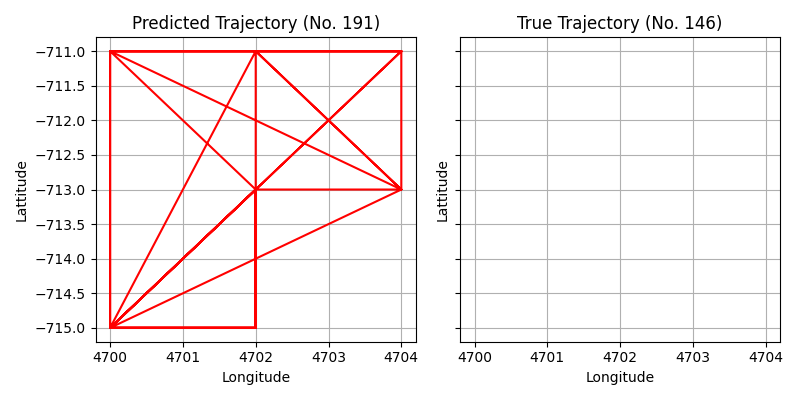 Predicted Trajectory (No. 191)
True Trajectory (No. 146)
−711.0
−711.5
−712.0
−712.5
−713.0
−713.5
−714.0
−714.5
−715.0
Lattitude
Lattitude
4700 4701 4702 4703 4704
4700 4701 4702 4703 4704
Longitude
Longitude